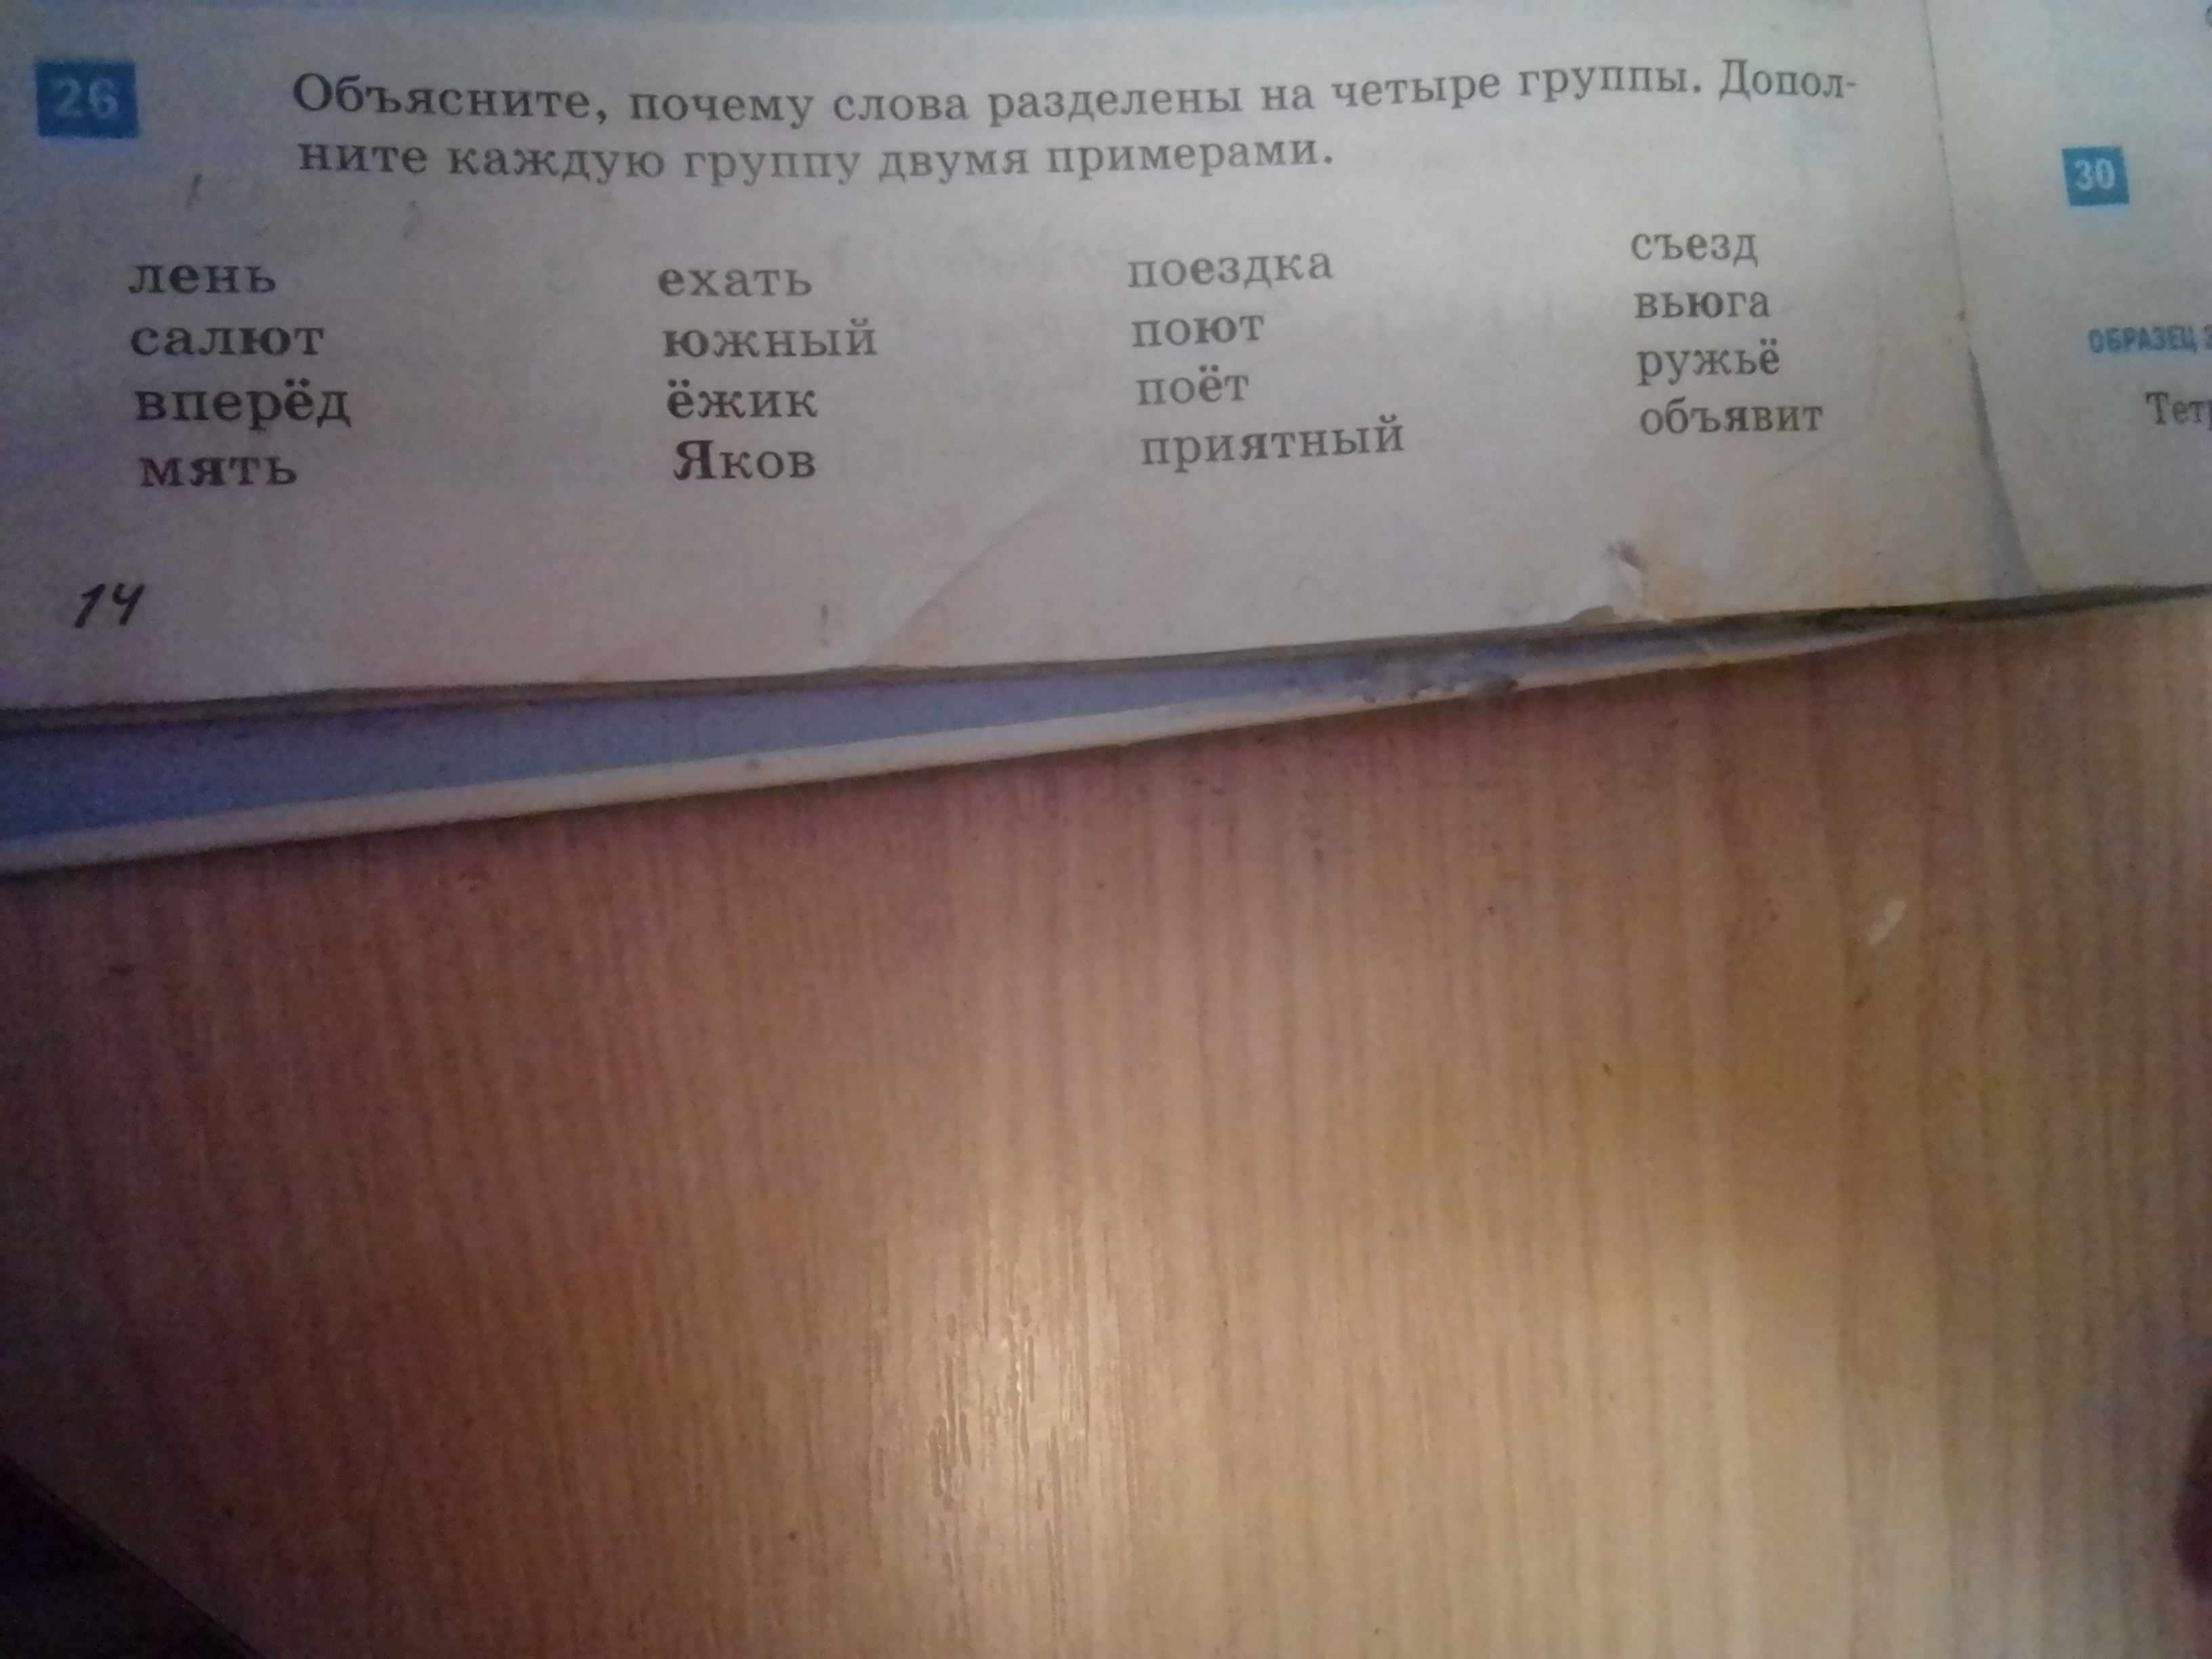 26
Объясните, почему слова разделены на четыре группы. Допол-
ните каждую группу двумя примерами.
лень ехать поездка съезд
салют южный поют вьюга
вперёд ёжик поёт ружьё
мять Яков приятный объявит
14
30
ОБРАЗЕЦ